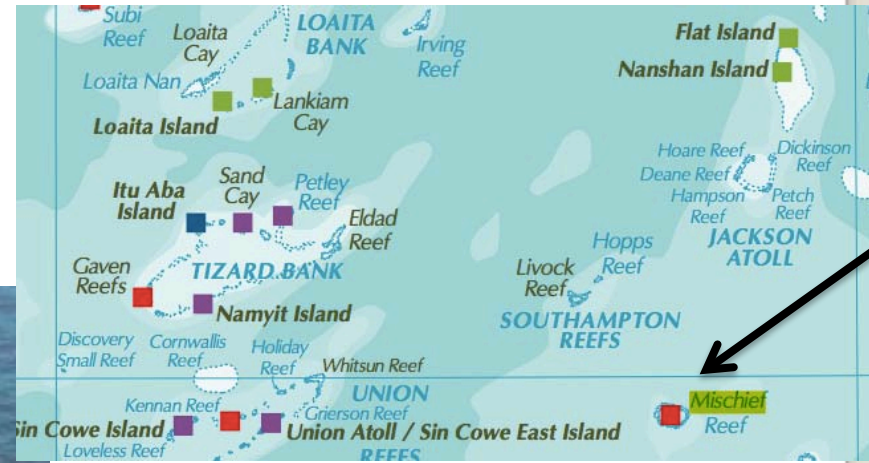 Subi
Reef
Loaita
Cay
LOAITA
BANK
Irving
Reef
Flat Island
Nanshan Island
Loaita Nan
Lankiam
Cay
Loaita Island
Hoare Reef
Dickinson
Reef
Deane Reef
Hampson
Reef
Petch
Reef
JACKSON
ATOLL
Itu Aba
Island
Sand
Cay
Petley
Reef
Eldad
Reef
Gaven
Reefs
TIZARD BANK
Namyit Island
Hopps
Reef
Livock
Reef
SOUTHAMPTON
REEFS
Discovery
Small Reef
Cornwallis
Reef
Holiday
Reef
Whitsun Reef
UNION
Kennan Reef
Grierson Reef
Mischief
Reef
Sin Cowe Island
Union Atoll / Sin Cowe East Island
Loveless Reef
REEFS